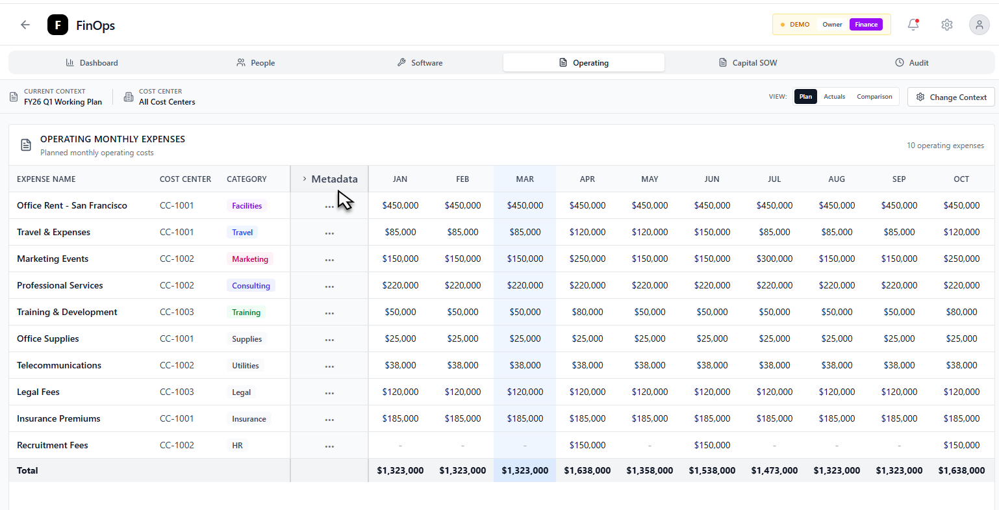 F FinOps DEMO Owner Finance
Dashboard People Software Operating Capital SOW Audit
CURRENT CONTEXT COST CENTER
FY26 Q1 Working Plan All Cost Centers VIEW: Plan Actuals Comparison Change Context
OPERATING MONTHLY EXPENSES
Planned monthly operating costs 10 operating expenses
EXPENSE NAME COST CENTER CATEGORY Metadata JAN FEB MAR APR MAY JUN JUL AUG SEP OCT
Office Rent - San Francisco CC-1001 Facilities ... $450,000 $450,000 $450,000 $450,000 $450,000 $450,000 $450,000 $450,000 $450,000 $450,000
Travel & Expenses CC-1001 Travel ... $85,000 $85,000 $85,000 $120,000 $120,000 $150,000 $85,000 $85,000 $85,000 $120,000
Marketing Events CC-1002 Marketing ... $150,000 $150,000 $150,000 $250,000 $150,000 $150,000 $300,000 $150,000 $150,000 $250,000
Professional Services CC-1002 Consulting ... $220,000 $220,000 $220,000 $220,000 $220,000 $220,000 $220,000 $220,000 $220,000 $220,000
Training & Development CC-1003 Training ... $50,000 $50,000 $50,000 $80,000 $50,000 $50,000 $50,000 $50,000 $50,000 $80,000
Office Supplies CC-1001 Supplies ... $25,000 $25,000 $25,000 $25,000 $25,000 $25,000 $25,000 $25,000 $25,000 $25,000
Telecommunications CC-1002 Utilities ... $38,000 $38,000 $38,000 $38,000 $38,000 $38,000 $38,000 $38,000 $38,000 $38,000
Legal Fees CC-1003 Legal ... $120,000 $120,000 $120,000 $120,000 $120,000 $120,000 $120,000 $120,000 $120,000 $120,000
Insurance Premiums CC-1001 Insurance ... $185,000 $185,000 $185,000 $185,000 $185,000 $185,000 $185,000 $185,000 $185,000 $185,000
Recruitment Fees CC-1002 HR ... - - - $150,000 - $150,000 - - - $150,000
Total $1,323,000 $1,323,000 $1,323,000 $1,638,000 $1,358,000 $1,538,000 $1,473,000 $1,323,000 $1,323,000 $1,638,000